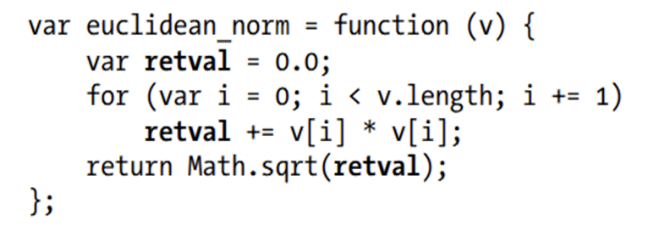 var euclidean_norm = function (v) {
    var retval = 0.0;
    for (var i = 0; i < v.length; i += 1)
        retval += v[i] * v[i];
    return Math.sqrt(retval);
};